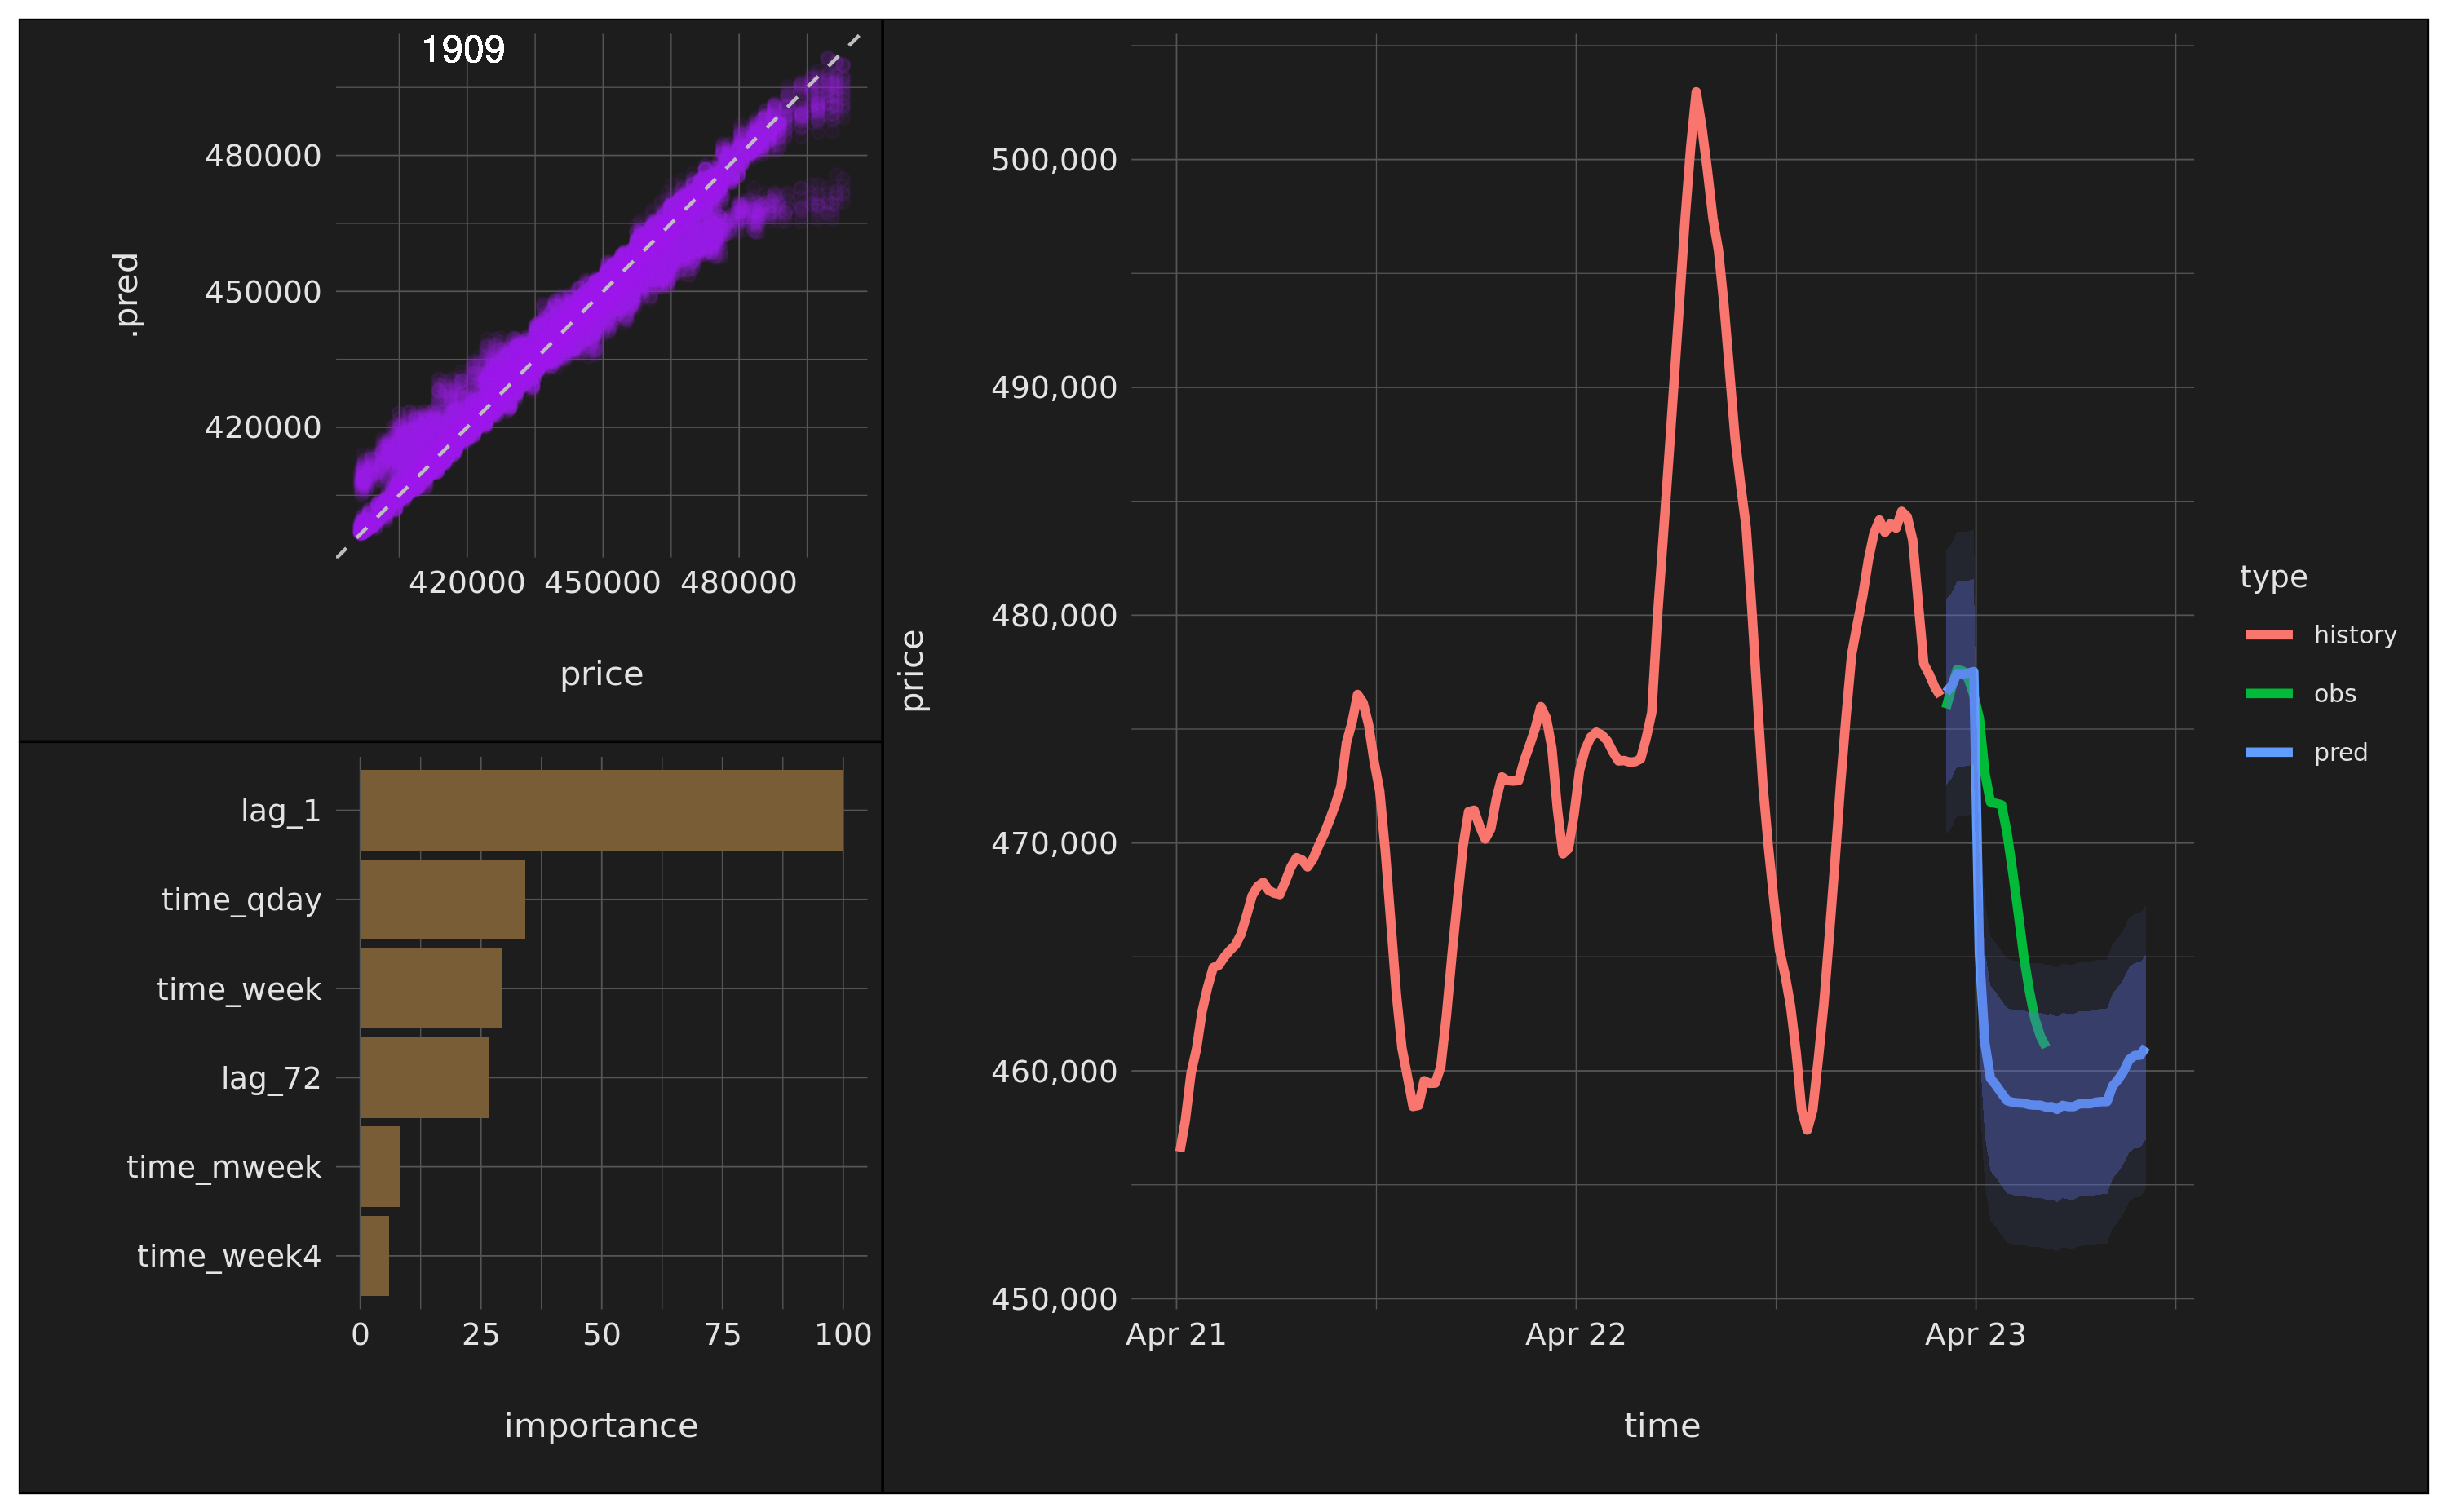 1909
480000
450000
420000
.pred
420000 450000 480000
price
lag_1
time_qday
time_week
lag_72
time_mweek
time_week4
0 25 50 75 100
importance
500,000
490,000
480,000
470,000
460,000
450,000
price
Apr 21 Apr 22 Apr 23
time
type
history
obs
pred